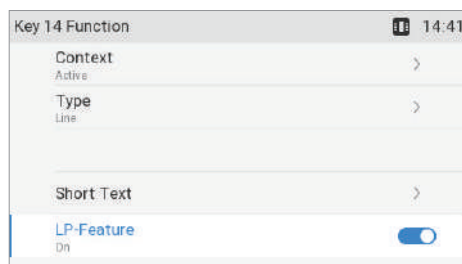 Key 14 Function 14:41
Context
Active
Type
Line
Short Text
LP-Feature
On